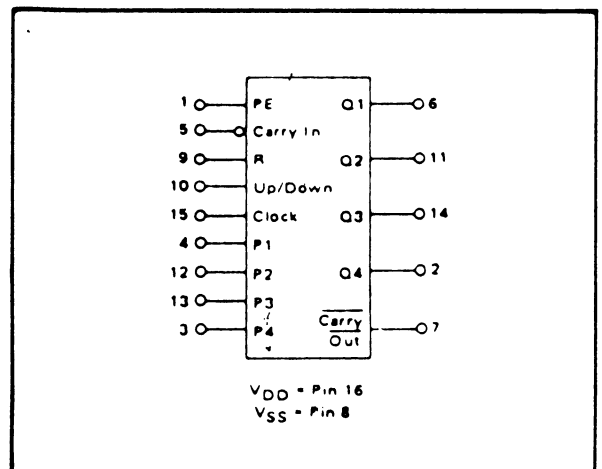 1 PE Q1 6
5 Carry In
9 R Q2 11
10 Up/Down
15 Clock Q3 14
4 P1
12 P2 Q4 2
13 P3
3 P4 Carry Out 7
VDD = Pin 16
VSS = Pin 8